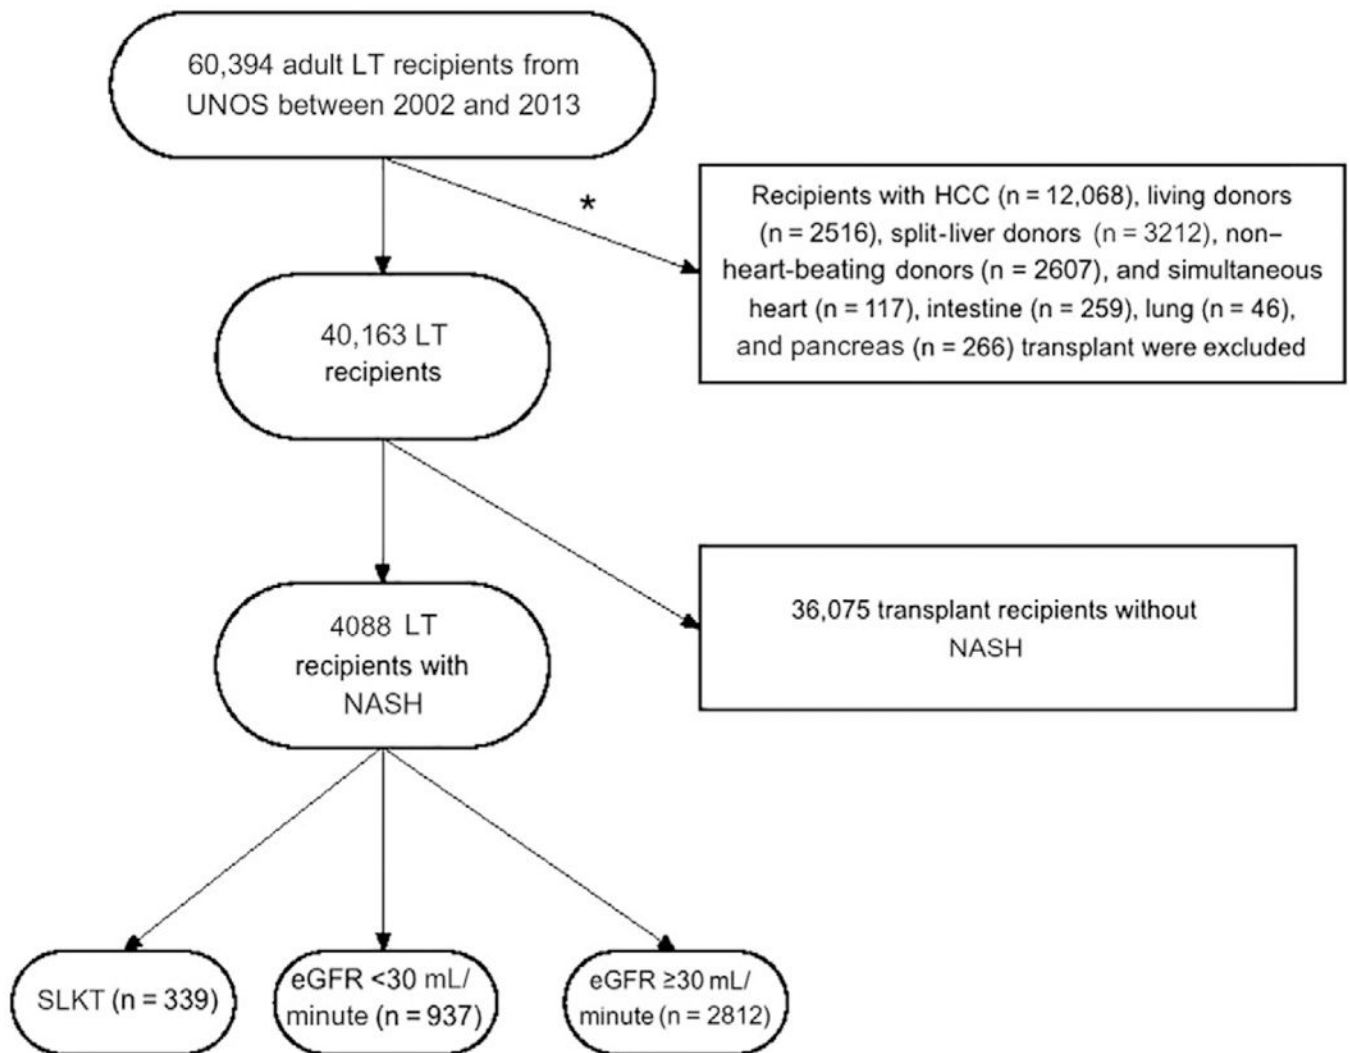 60,394 adult LT recipients from
UNOS between 2002 and 2013
*
Recipients with HCC (n = 12,068), living donors
(n = 2516), split-liver donors (n = 3212), non–
heart-beating donors (n = 2607), and simultaneous
heart (n = 117), intestine (n = 259), lung (n = 46),
and pancreas (n = 266) transplant were excluded
40,163 LT
recipients
36,075 transplant recipients without
NASH
4088 LT
recipients with
NASH
SLKT (n = 339)
eGFR <30 mL/
minute (n = 937)
eGFR ≥30 mL/
minute (n = 2812)